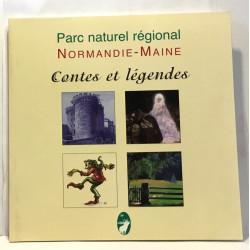 Parc naturel régional
NORMANDIE-MAINE
Contes et légendes